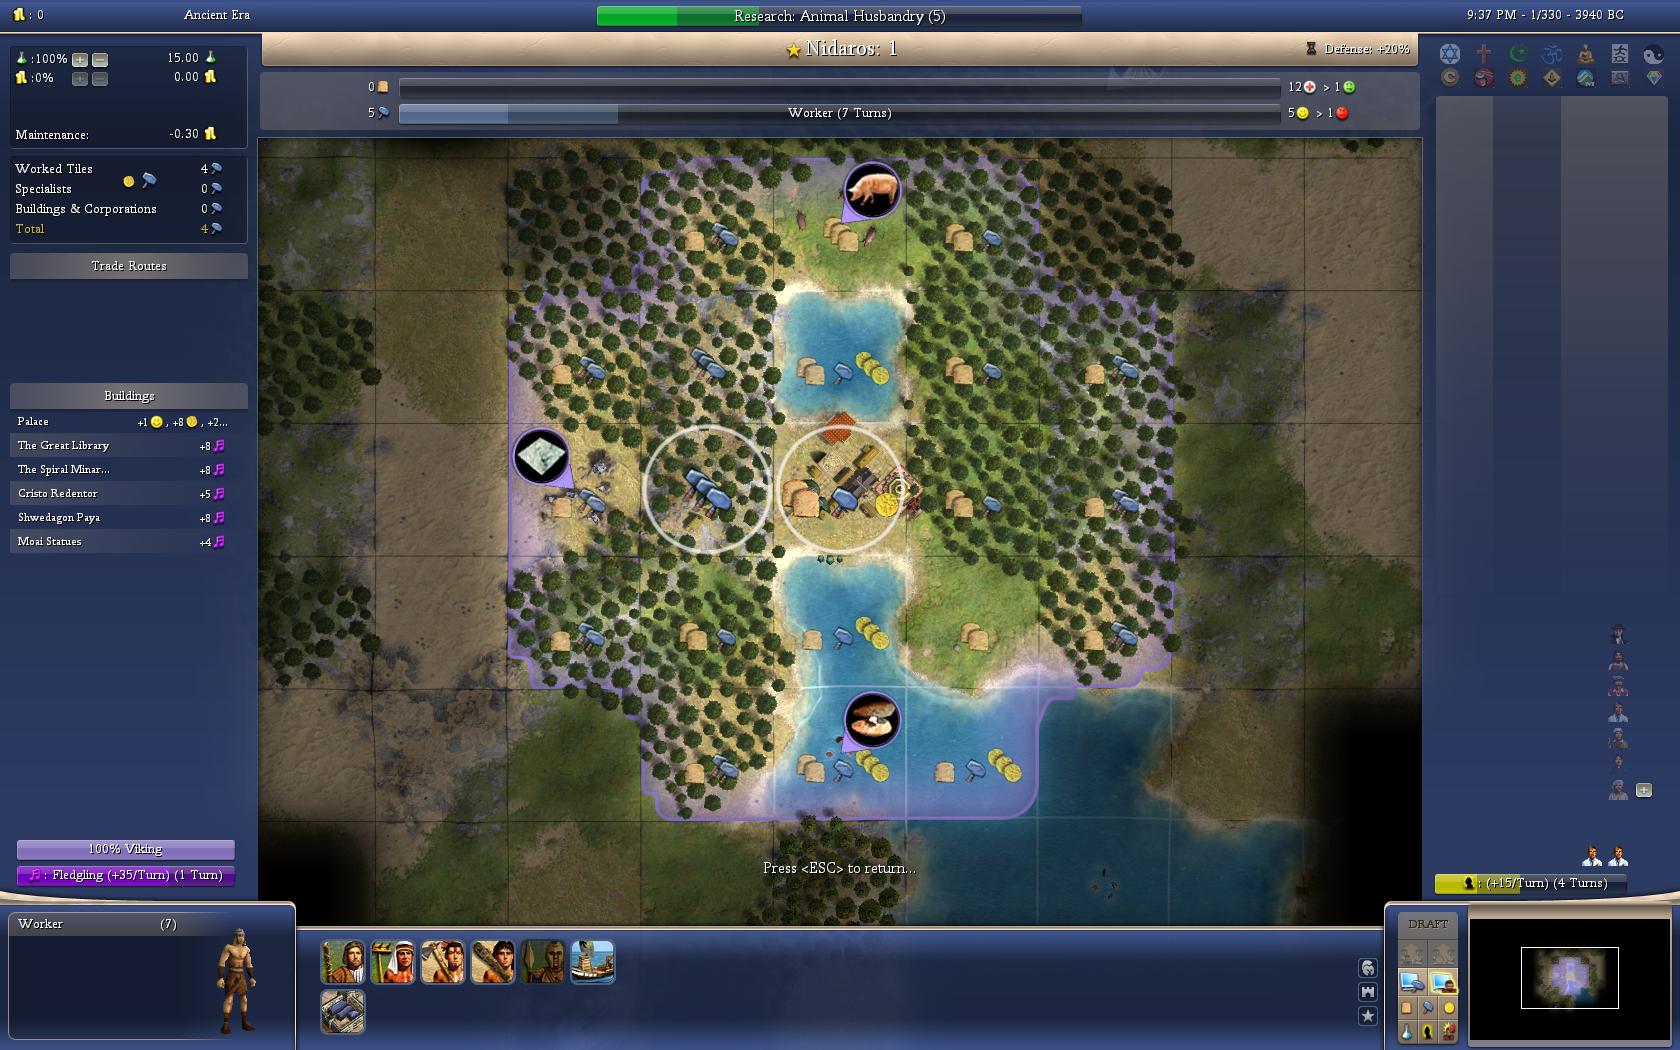 : 0
Ancient Era
Research: Animal Husbandry (5)
9:37 PM - 1/330 - 3940 BC
:100%
15.00
:0%
0.00
Maintenance: -0.30
Nidaros: 1
Defense: +20%
0
12 > 1
5
Worker (7 Turns)
5 > 1
Worked Tiles 4
Specialists 0
Buildings & Corporations 0
Total 4
Trade Routes
Buildings
Palace +1 , +8 , +2...
The Great Library +8
The Spiral Minar... +8
Cristo Redentor +5
Shwedagon Paya +8
Moai Statues +4
100% Viking
: Fledgling (+35/Turn) (1 Turn)
Press <ESC> to return...
: (+15/Turn) (4 Turns)
Worker (7)
DRAFT